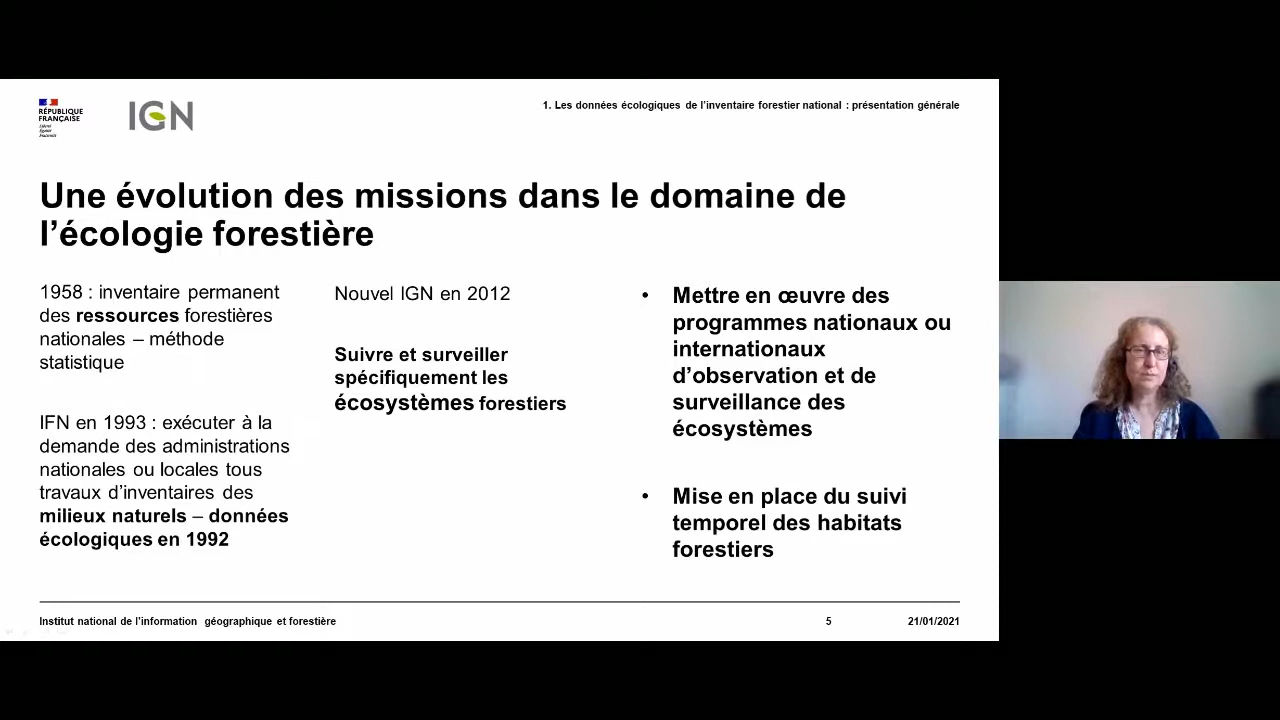 RÉPUBLIQUE
FRANÇAISE
Liberté
Égalité
Fraternité
IGN
1. Les données écologiques de l’inventaire forestier national : présentation générale
Une évolution des missions dans le domaine de
l’écologie forestière
1958 : inventaire permanent
des ressources forestières
nationales – méthode
statistique
IFN en 1993 : exécuter à la
demande des administrations
nationales ou locales tous
travaux d’inventaires des
milieux naturels – données
écologiques en 1992
Nouvel IGN en 2012
Suivre et surveiller
spécifiquement les
écosystèmes forestiers
• Mettre en œuvre des
programmes nationaux ou
internationaux
d’observation et de
surveillance des
écosystèmes
• Mise en place du suivi
temporel des habitats
forestiers
Institut national de l’information géographique et forestière
5
21/01/2021